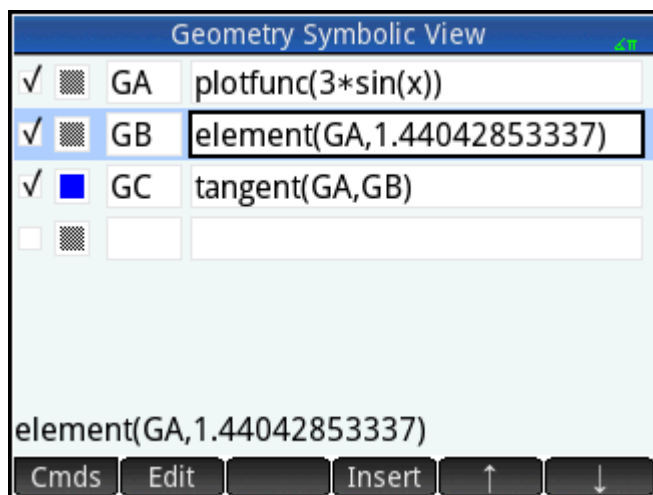 Geometry Symbolic View
∡π
√ GA plotfunc(3*sin(x))
√ GB element(GA,1.44042853337)
√ GC tangent(GA,GB)
element(GA,1.44042853337)
Cmds Edit Insert ↑ ↓